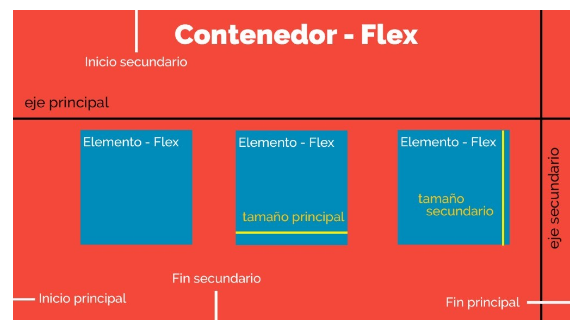 Contenedor - Flex
Inicio secundario
eje principal
Elemento - Flex
Elemento - Flex
Elemento - Flex
tamaño principal
tamaño
secundario
eje secundario
Fin secundario
Inicio principal
Fin principal